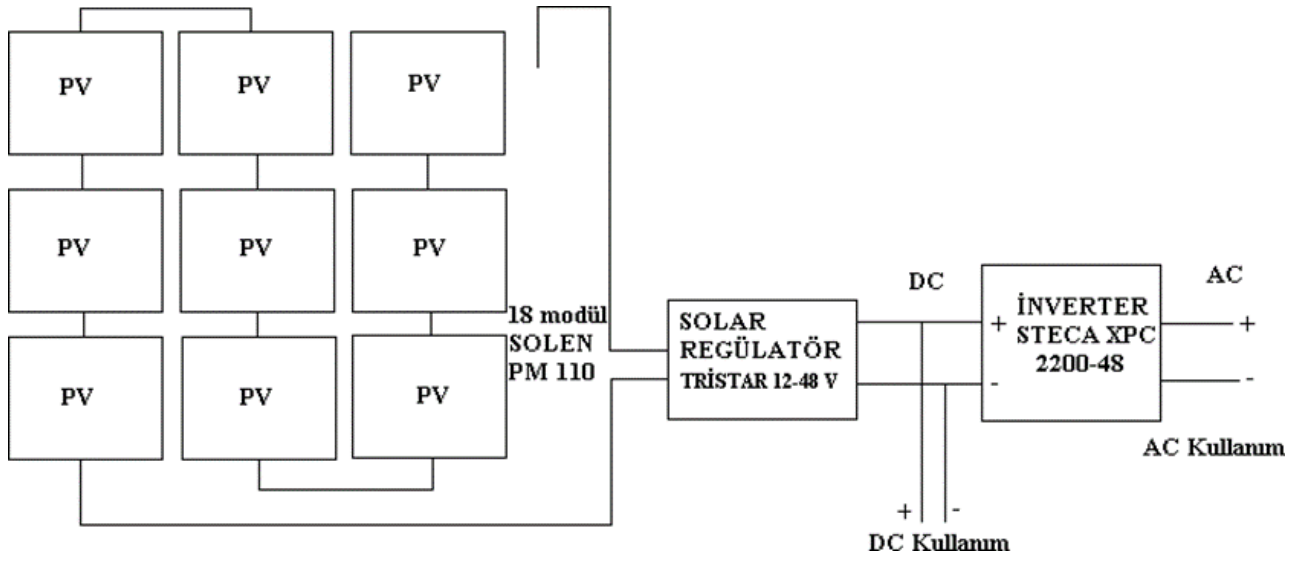 PV
PV
PV
PV
PV
PV
PV
PV
PV
18 modül
SOLEN
PM 110
SOLAR
REGÜLATÖR
TRİSTAR 12-48 V
DC
+
-
İNVERTER
STECA XPC
2200-48
AC
+
-
AC Kullanım
+
-
DC Kullanım